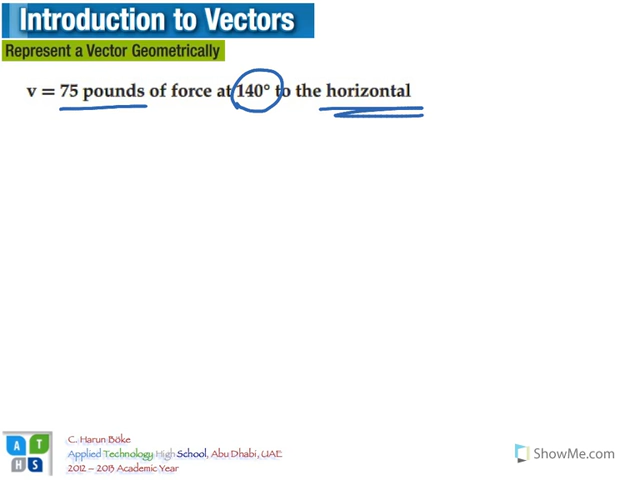 Introduction to Vectors
Represent a Vector Geometrically
v = 75 pounds of force at 140° to the horizontal
A T
H S
C. Harun Böke
Applied Technology High School, Abu Dhabi, UAE
2012 – 2013 Academic Year
ShowMe.com